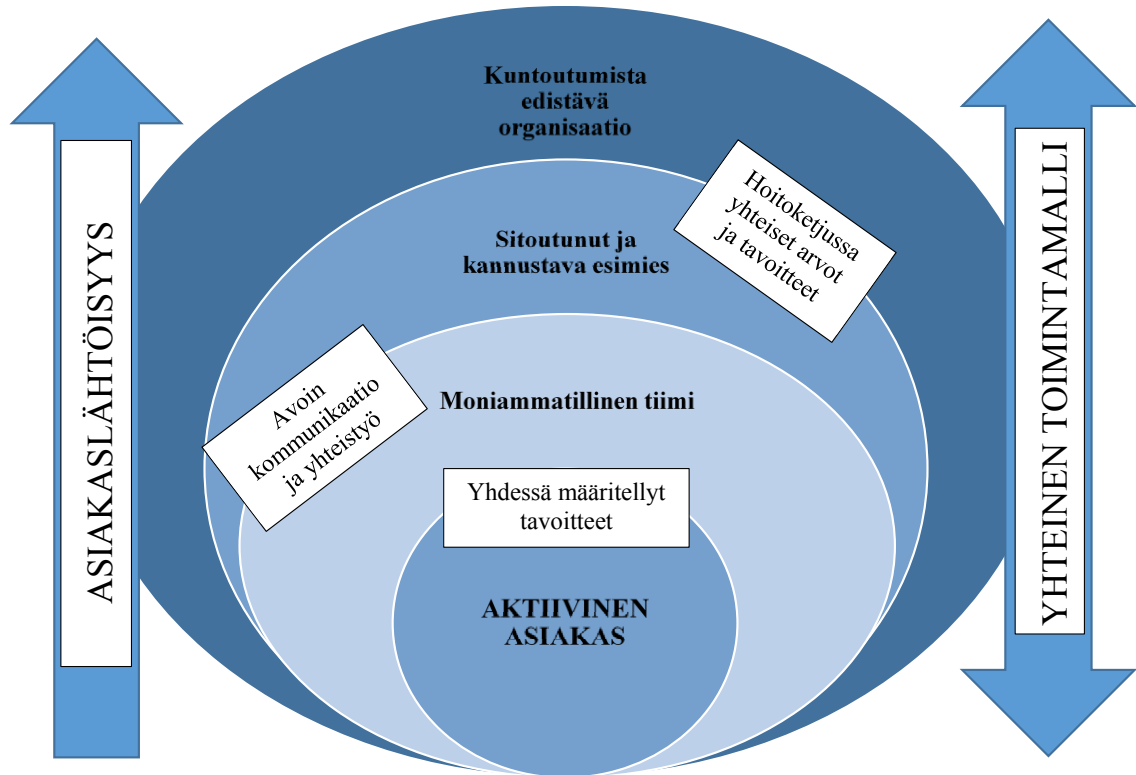 Kuntoutumista
edistävä
organisaatio
Hoitoketjussa
yhteiset arvot
ja tavoitteet
Sitoutunut ja
kannustava esimies
Avoin
kommunikaatio
ja yhteistyö
Moniammatillinen tiimi
Yhdessä määritellyt
tavoitteet
AKTIIVINEN
ASIAKAS
ASIAKASLÄHTÖISYYS
YHTEINEN TOIMINTAMALLI